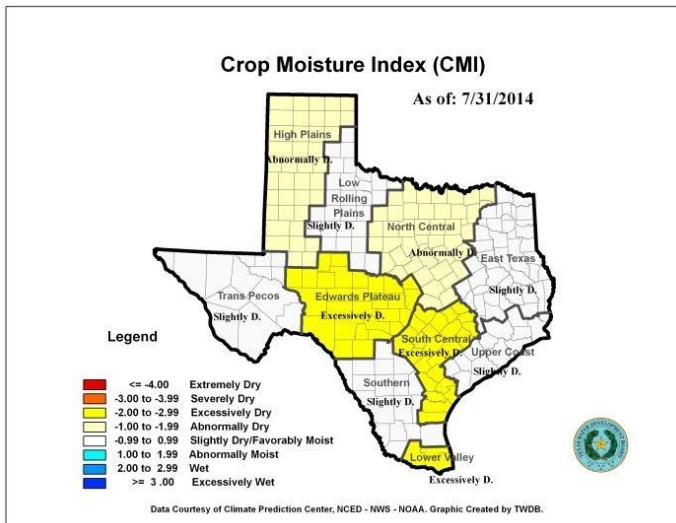 Crop Moisture Index (CMI)
As of: 7/31/2014
High Plains
Abnormally D.
Low
Rolling
Plains
Slightly D.
North Central
Abnormally D.
East Texas
Slightly D.
Trans Pecos
Slightly D.
Edwards Plateau
Excessively D.
South Central
Excessively D.
Upper Coast
Slightly D.
Southern
Slightly D.
Lower Valley
Excessively D.
Legend
<= -4.00 Extremely Dry
-3.00 to -3.99 Severely Dry
-2.00 to -2.99 Excessively Dry
-1.00 to -1.99 Abnormally Dry
-0.99 to 0.99 Slightly Dry/Favorably Moist
1.00 to 1.99 Abnormally Moist
2.00 to 2.99 Wet
>= 3 .00 Excessively Wet
TEXAS WATER DEVELOPMENT BOARD
Data Courtesy of Climate Prediction Center, NCED - NWS - NOAA. Graphic Created by TWDB.